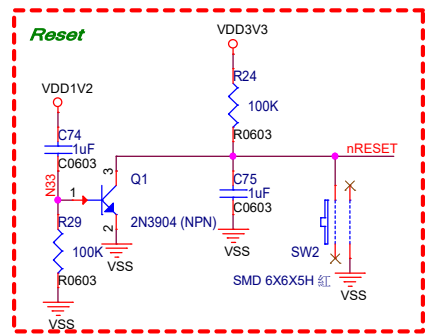 Reset
VDD3V3
VDD1V2
R24
100K
R0603
nRESET
C74
1uF
C0603
N33
1
3
2
Q1
2N3904 (NPN)
C75
1uF
C0603
R29
100K
R0603
VSS
VSS
VSS
SW2
SMD 6X6X5H 紅
VSS